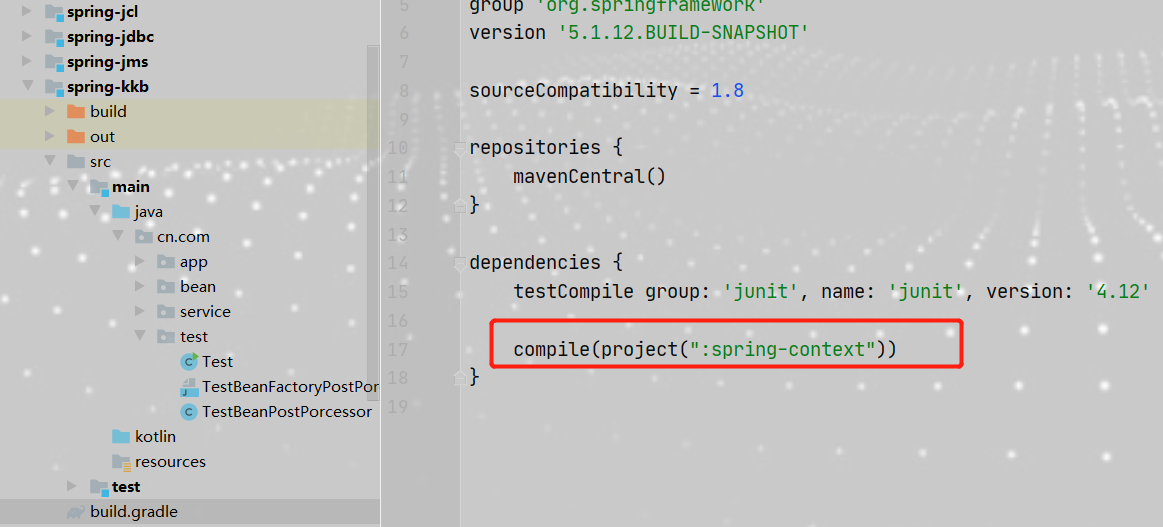 spring-jcl
spring-jdbc
spring-jms
spring-kkb
build
out
src
main
java
cn.com
app
bean
service
test
Test
TestBeanFactoryPostPor
TestBeanPostPorcessor
kotlin
resources
test
build.gradle
5 group 'org.springframework'
6 version '5.1.12.BUILD-SNAPSHOT'
7
8 sourceCompatibility = 1.8
9
10 repositories {
11 mavenCentral()
12 }
13
14 dependencies {
15 testCompile group: 'junit', name: 'junit', version: '4.12'
16
17 compile(project(":spring-context"))
18 }
19